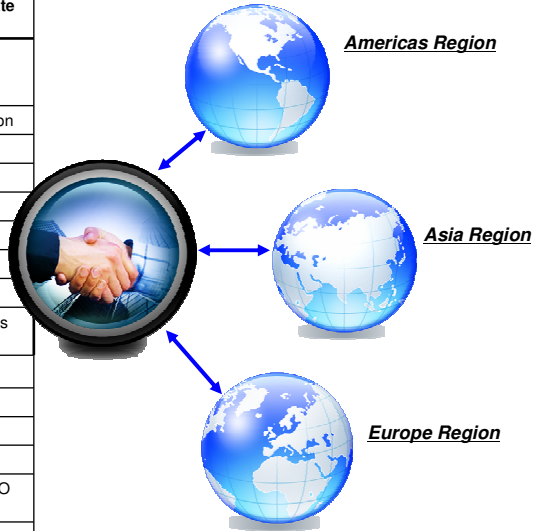 te
Americas Region
on
Asia Region
s
Europe Region
O